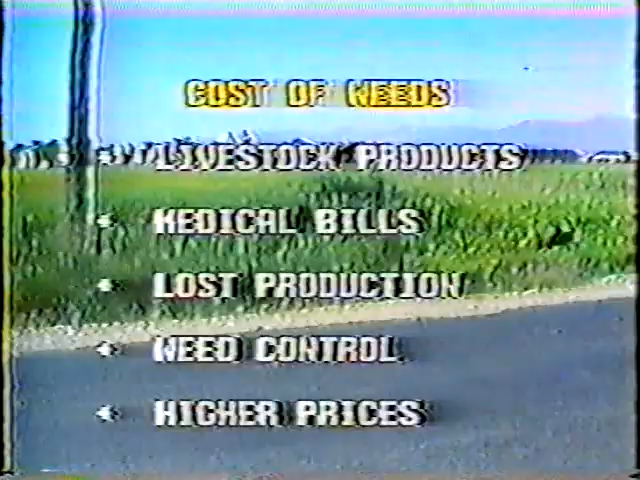 COST OF WEEDS
LIVESTOCK PRODUCTS
MEDICAL BILLS
LOST PRODUCTION
WEED CONTROL
HIGHER PRICES